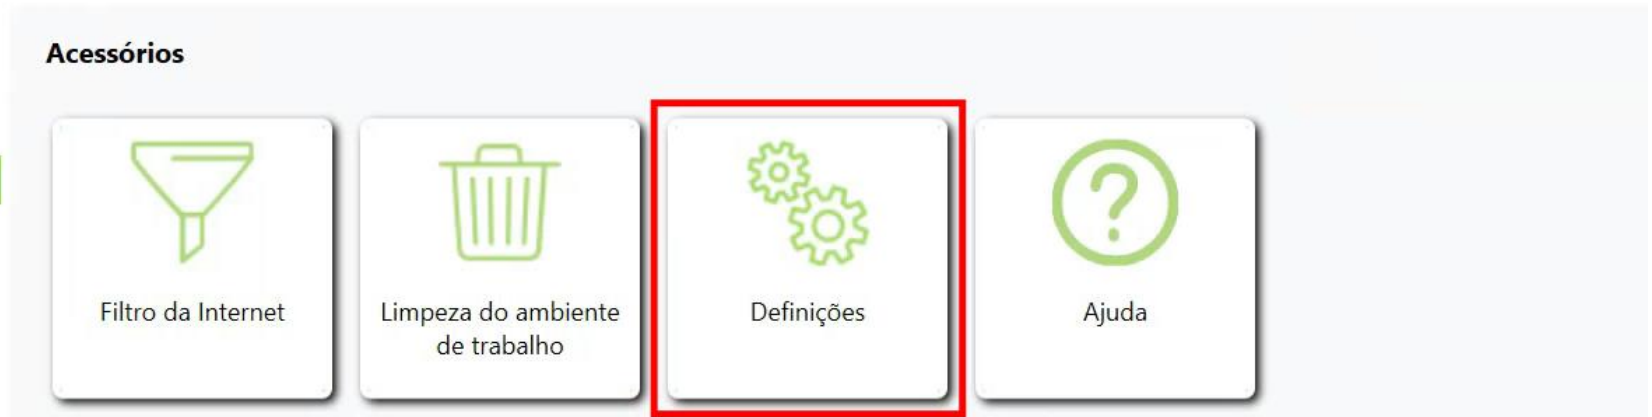 Acessórios
Filtro da Internet
Limpeza do ambiente
de trabalho
Definições
Ajuda